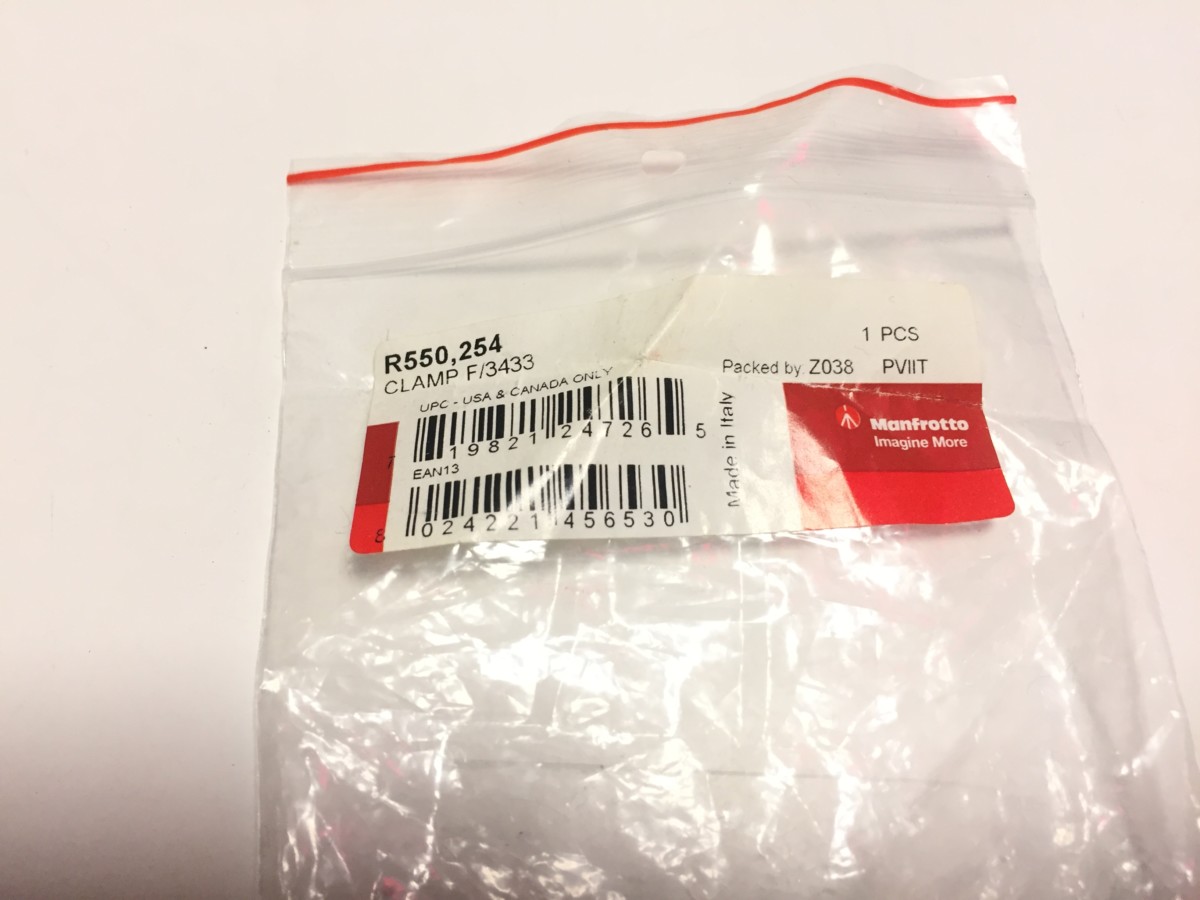 R550,254
CLAMP F/3433
1 PCS
Packed by: Z038 PVIIT
UPC - USA & CANADA ONLY
7 19821 24726 5
EAN13
8 024221 456530
Made in Italy
Manfrotto
Imagine More